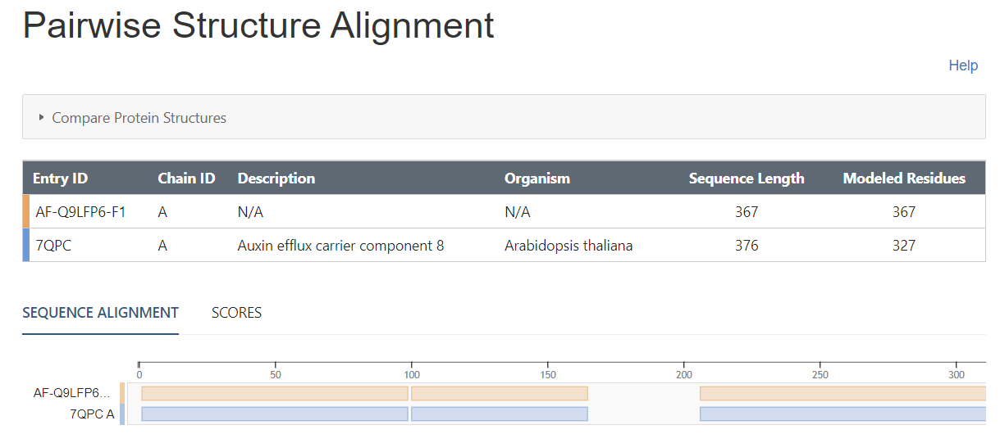 Pairwise Structure Alignment
Help
Compare Protein Structures
Entry ID Chain ID Description Organism Sequence Length Modeled Residues
AF-Q9LFP6-F1 A N/A N/A 367 367
7QPC A Auxin efflux carrier component 8 Arabidopsis thaliana 376 327
SEQUENCE ALIGNMENT SCORES
0 50 100 150 200 250 300
AF-Q9LFP6...
7QPC A